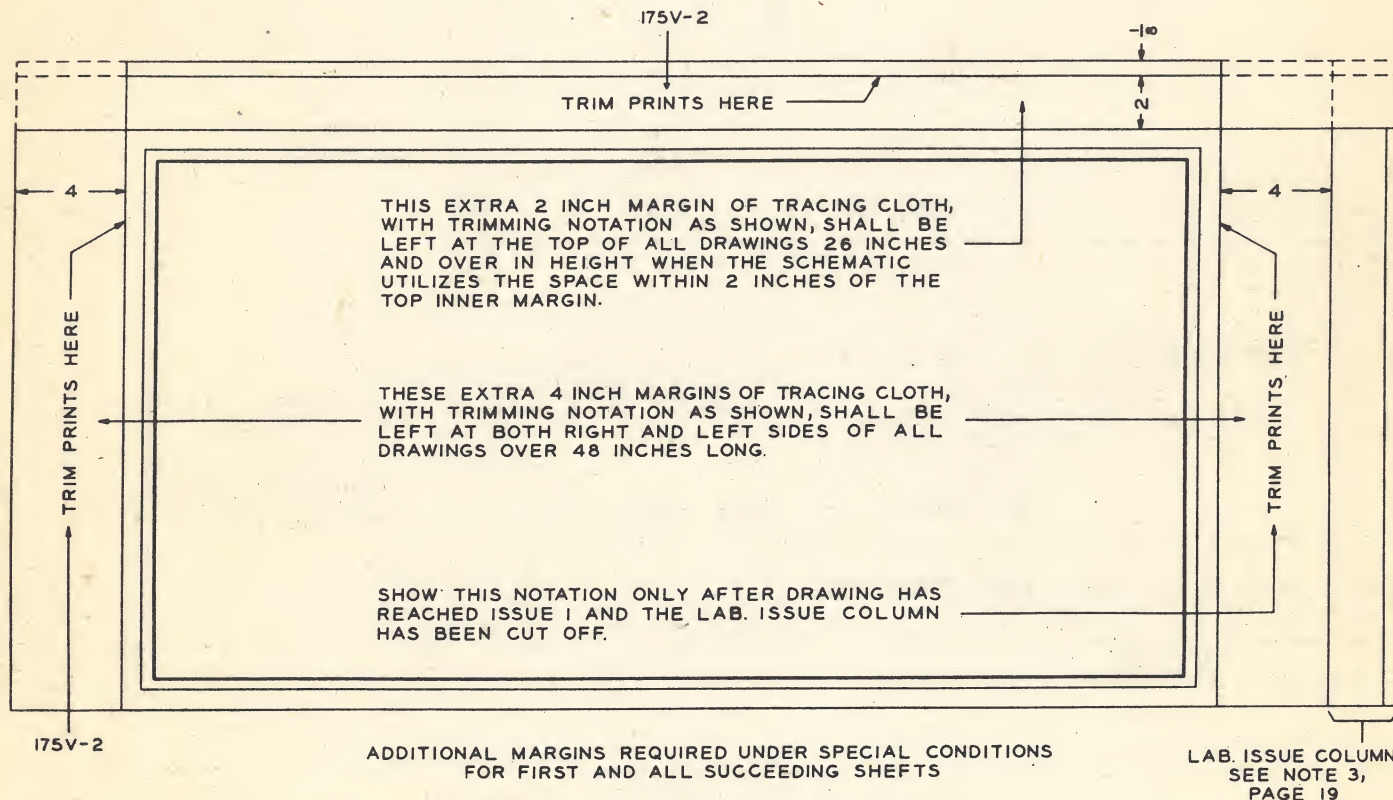 175V-2
1/8
TRIM PRINTS HERE
2
4
4
THIS EXTRA 2 INCH MARGIN OF TRACING CLOTH,
WITH TRIMMING NOTATION AS SHOWN, SHALL BE
LEFT AT THE TOP OF ALL DRAWINGS 26 INCHES
AND OVER IN HEIGHT WHEN THE SCHEMATIC
UTILIZES THE SPACE WITHIN 2 INCHES OF THE
TOP INNER MARGIN.
TRIM PRINTS HERE
TRIM PRINTS HERE
THESE EXTRA 4 INCH MARGINS OF TRACING CLOTH,
WITH TRIMMING NOTATION AS SHOWN, SHALL BE
LEFT AT BOTH RIGHT AND LEFT SIDES OF ALL
DRAWINGS OVER 48 INCHES LONG.
SHOW THIS NOTATION ONLY AFTER DRAWING HAS
REACHED ISSUE 1 AND THE LAB. ISSUE COLUMN
HAS BEEN CUT OFF.
175V-2
ADDITIONAL MARGINS REQUIRED UNDER SPECIAL CONDITIONS
FOR FIRST AND ALL SUCCEEDING SHEETS
LAB. ISSUE COLUMN
SEE NOTE 3,
PAGE 19